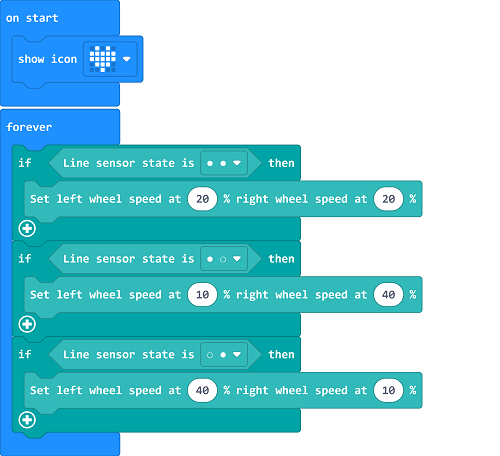 on start
show icon
forever
if Line sensor state is ● ● then
Set left wheel speed at 20 % right wheel speed at 20 %
if Line sensor state is ● ○ then
Set left wheel speed at 10 % right wheel speed at 40 %
if Line sensor state is ○ ● then
Set left wheel speed at 40 % right wheel speed at 10 %